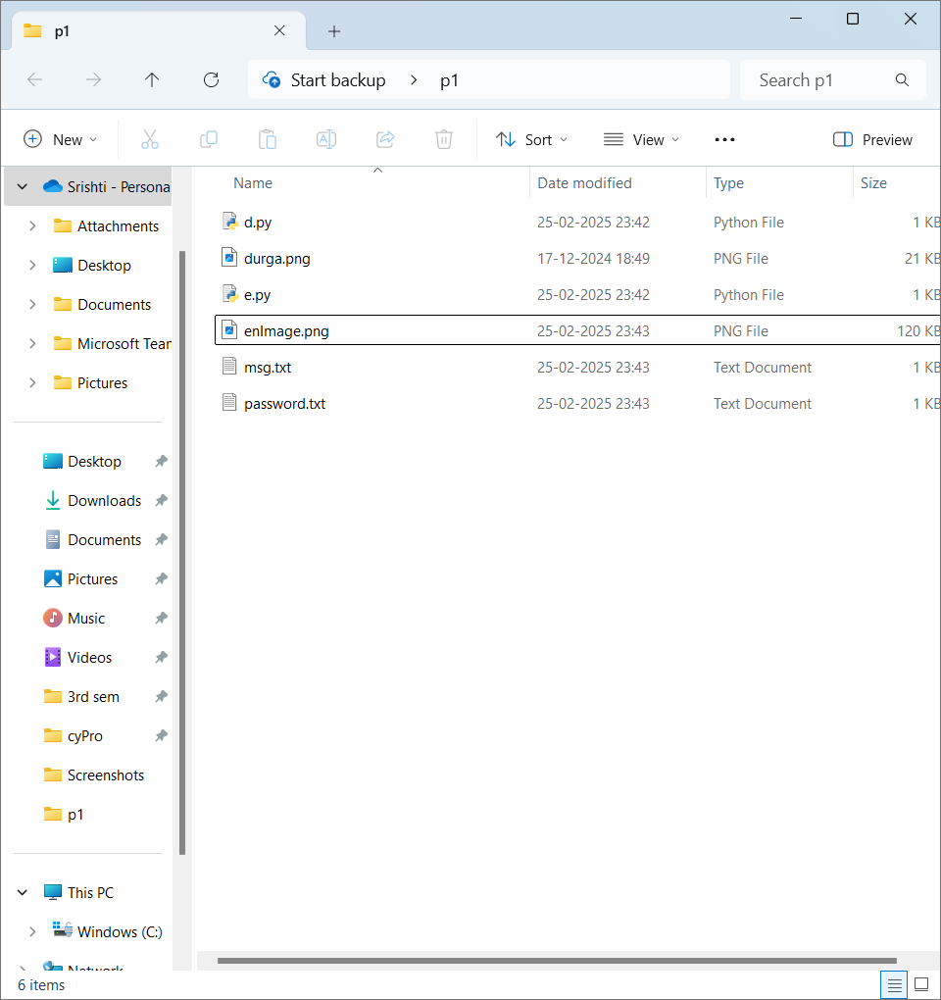 p1
Start backup > p1
Search p1
New
Sort
View
Preview
Srishti - Persona
Attachments
Desktop
Documents
Microsoft Tear
Pictures
Desktop
Downloads
Documents
Pictures
Music
Videos
3rd sem
cyPro
Screenshots
p1
This PC
Windows (C:)
Network
Name Date modified Type Size
d.py 25-02-2025 23:42 Python File 1 KB
durga.png 17-12-2024 18:49 PNG File 21 KB
e.py 25-02-2025 23:42 Python File 1 KB
enImage.png 25-02-2025 23:43 PNG File 120 KB
msg.txt 25-02-2025 23:43 Text Document 1 KB
password.txt 25-02-2025 23:43 Text Document 1 KB
6 items